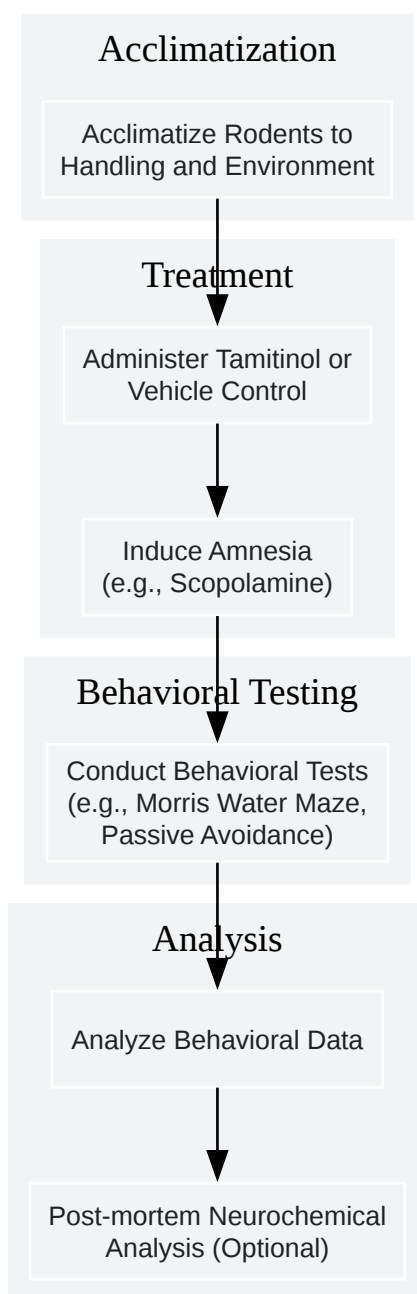 Acclimatization
Acclimatize Rodents to
Handling and Environment
Treatment
Administer Tamitinol or
Vehicle Control
Induce Amnesia
(e.g., Scopolamine)
Behavioral Testing
Conduct Behavioral Tests
(e.g., Morris Water Maze,
Passive Avoidance)
Analysis
Analyze Behavioral Data
Post-mortem Neurochemical
Analysis (Optional)